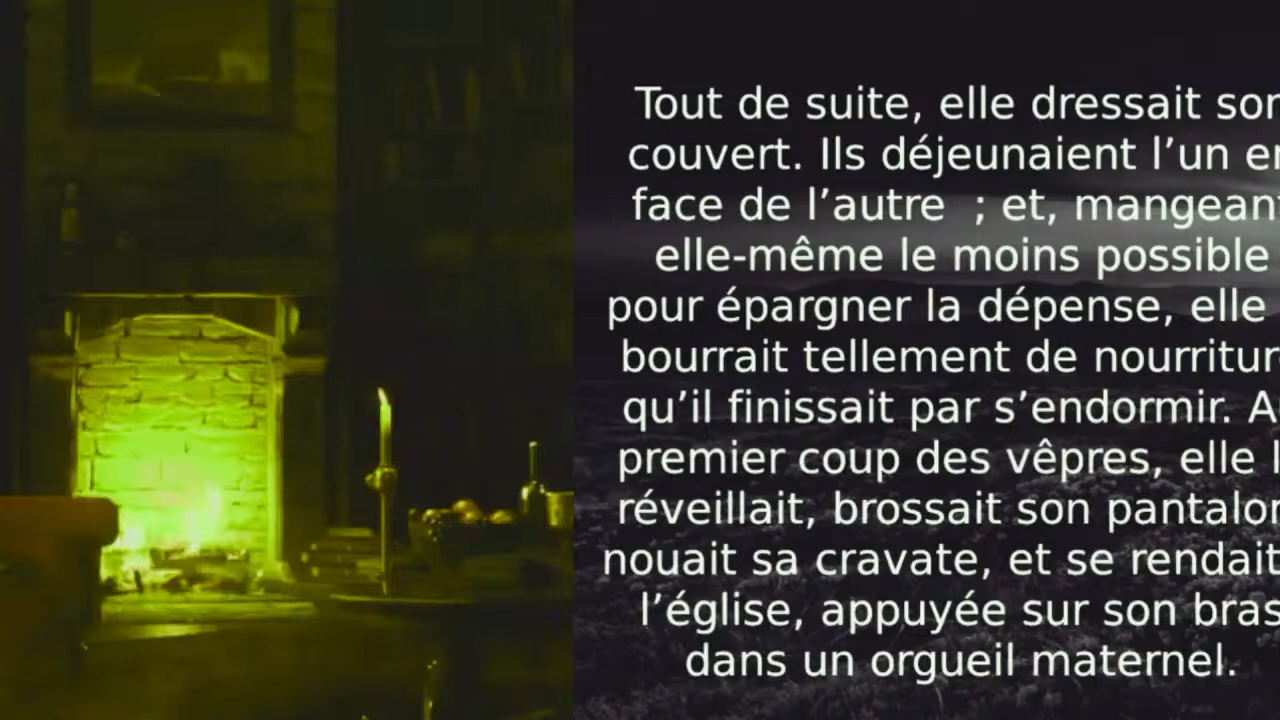 Tout de suite, elle dressait son
couvert. Ils déjeunaient l’un en
face de l’autre  ; et, mangeant
elle-même le moins possible
pour épargner la dépense, elle
bourrait tellement de nourritur
qu’il finissait par s’endormir. A
premier coup des vêpres, elle l
réveillait, brossait son pantalon
nouait sa cravate, et se rendait
l’église, appuyée sur son bras
dans un orgueil maternel.